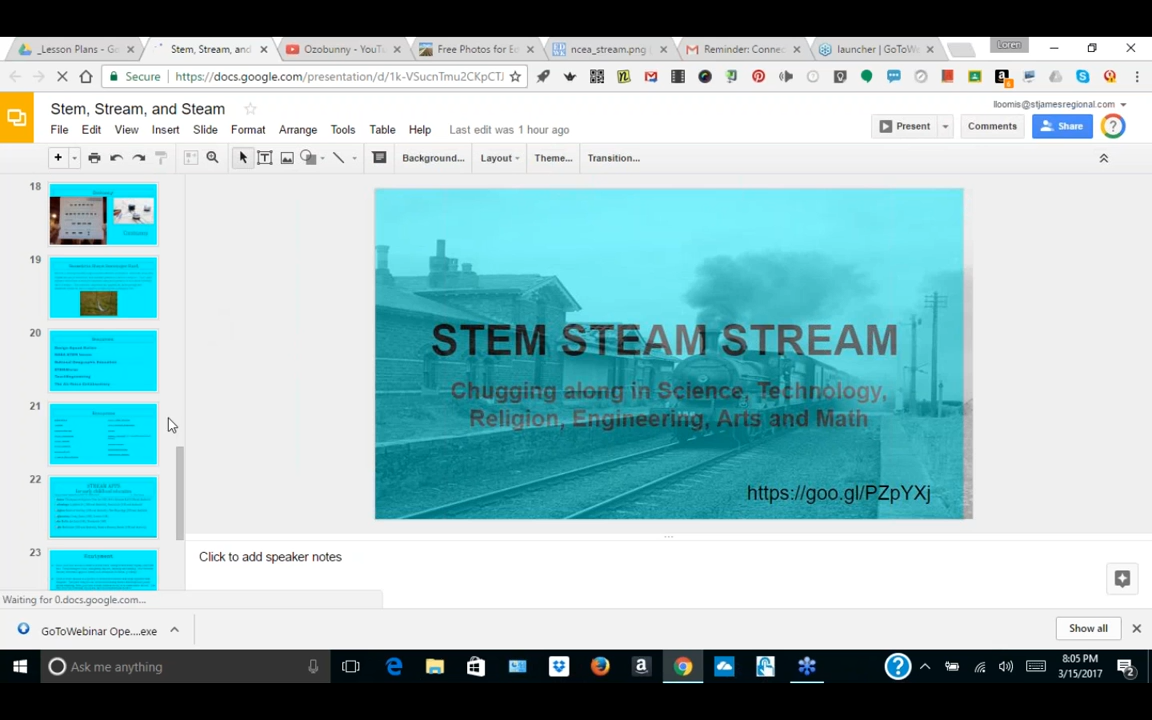 _Lesson Plans - Go
Stem, Stream, and
Ozobunny - YouT
Free Photos for Ed
ncea_stream.png (
Reminder: Connec
launcher | GoToWe
Loren
Secure
https://docs.google.com/presentation/d/1k-VSucnTmu2CKpCTJ
Stem, Stream, and Steam
lloomis@stjamesregional.com
File Edit View Insert Slide Format Arrange Tools Table Help Last edit was 1 hour ago
Present
Comments
Share
Background...
Layout
Theme...
Transition...
18
19
20
21
22
23
STEM STEAM STREAM
Chugging along in Science, Technology,
Religion, Engineering, Arts and Math
https://goo.gl/PZpYXj
Click to add speaker notes
Waiting for 0.docs.google.com...
GoToWebinar Ope....exe
Show all
Ask me anything
8:05 PM
3/15/2017